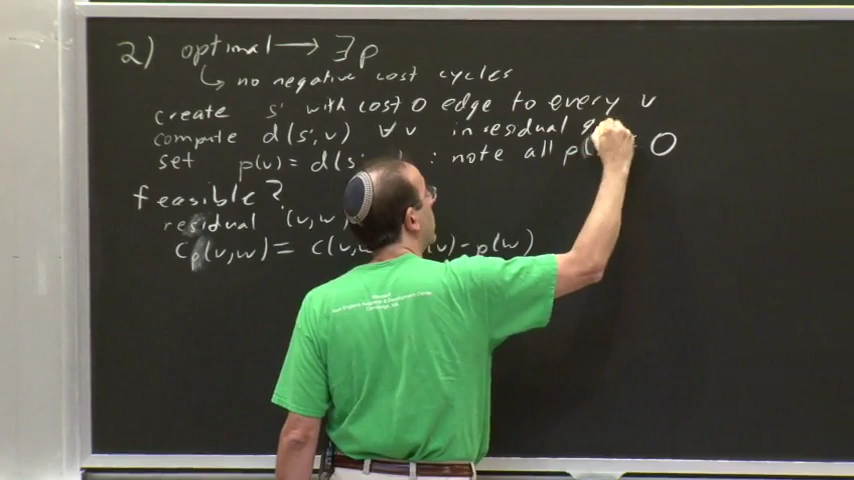 2) optimal → ∃ p
↳ no negative cost cycles
create s' with cost 0 edge to every v
compute d(s',v) ∀v in residual
set p(v) = d(s' : note all p( 0
feasible?
residual (v,w)
Cp(v,w) = c(v,w v) - p(w)